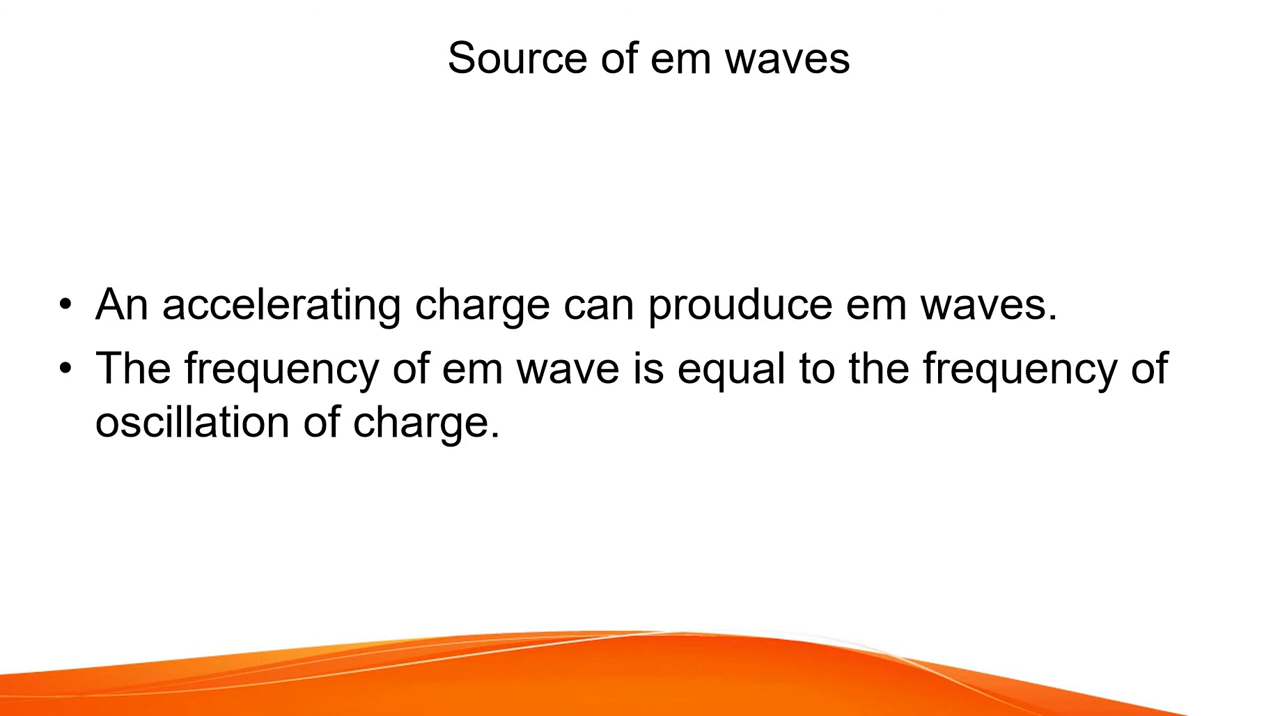 Source of em waves
• An accelerating charge can prouduce em waves.
• The frequency of em wave is equal to the frequency of
oscillation of charge.